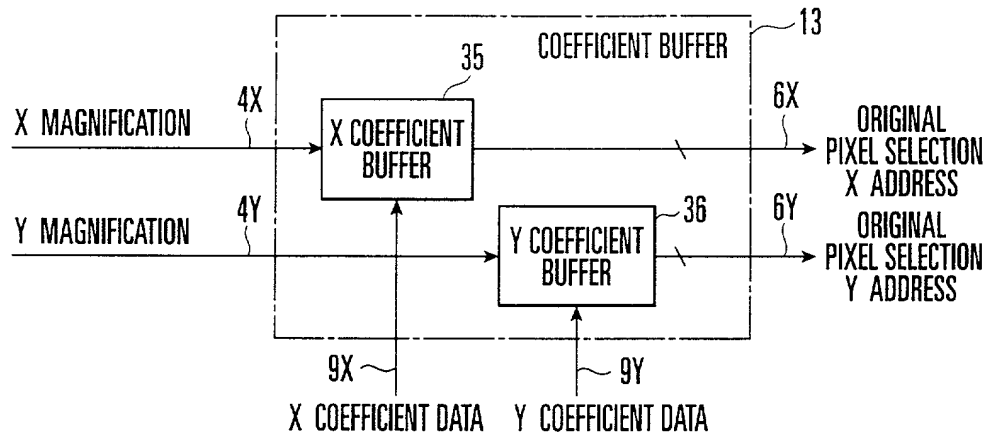 13
COEFFICIENT BUFFER
35
4X
6X
X MAGNIFICATION
X COEFFICIENT
BUFFER
ORIGINAL
PIXEL SELECTION
X ADDRESS
4Y
36
6Y
Y MAGNIFICATION
Y COEFFICIENT
BUFFER
ORIGINAL
PIXEL SELECTION
Y ADDRESS
9X
9Y
X COEFFICIENT DATA
Y COEFFICIENT DATA